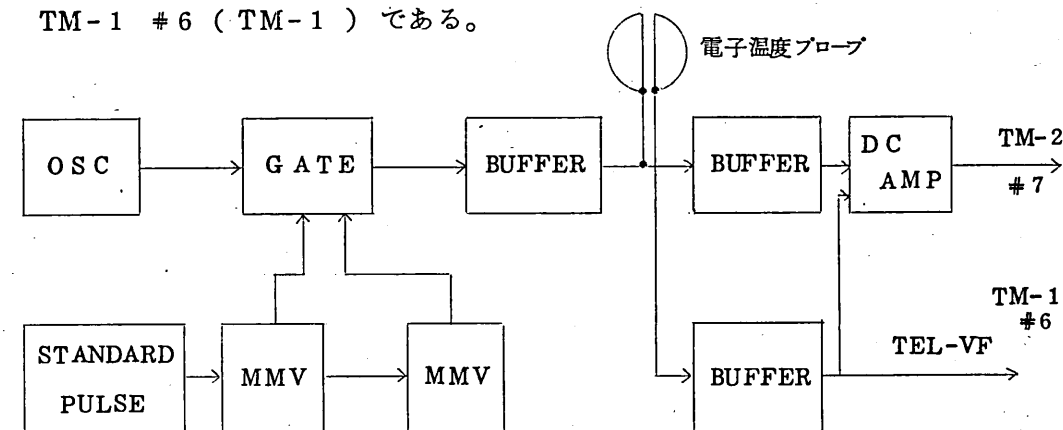 TM-1 #6 (TM-1) である。
電子温度プローブ
OSC
GATE
BUFFER
BUFFER
DC
AMP
TM-2
#7
STANDARD
PULSE
MMV
MMV
BUFFER
TEL-VF
TM-1
#6